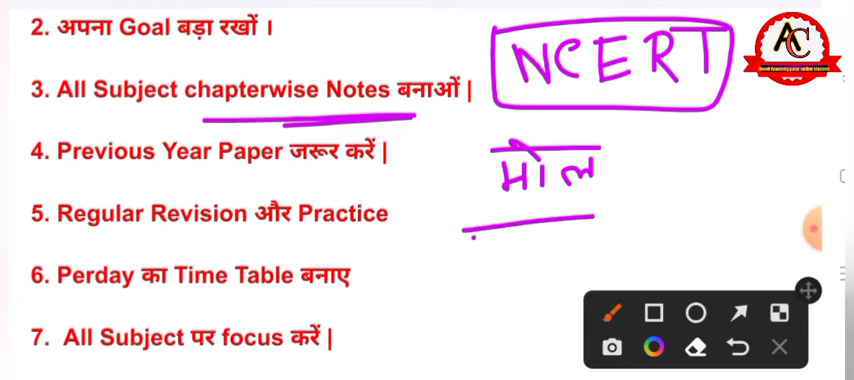 2. अपना Goal बड़ा रखों ।
3. All Subject chapterwise Notes बनाओं |
4. Previous Year Paper जरूर करें |
5. Regular Revision और Practice
6. Perday का Time Table बनाए
7. All Subject पर focus करें |
NCERT
मोल
AC